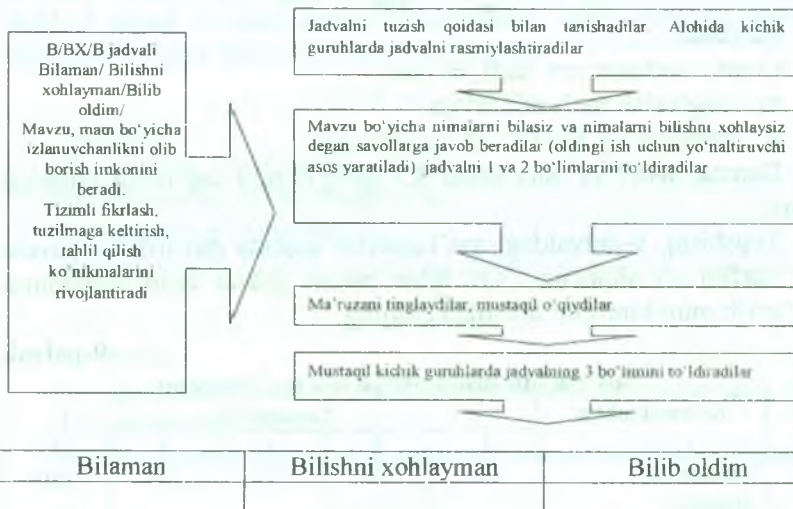 B/BX/B jadvali
Bilaman/ Bilishni
xohlayman/Bilib
oldim/
Mavzu, matn bo'yicha
izlanuvchanlikni olib
borish imkonini
beradi.
Tizimli fikrlash,
tuzilmaga keltirish,
tahlil qilish
ko'nikmalarini
rivojlantiradi
Jadvalni tuzish qoidasi bilan tanishadilar. Alohida kichik
guruhlarda jadvalni rasmiylashtiradilar
Mavzu bo'yicha nimalarni bilasiz va nimalarni bilishni xohlaysiz
degan savollarga javob beradilar (oldingi ish uchun yo'naltiruvchi
asos yaratiladi) jadvalni 1 va 2 bo'limlarini to'ldiradilar
Ma'ruzani tinglaydilar, mustaqil o'qiydilar
Mustaqil kichik guruhlarda jadvalning 3 bo'limini to'ldiradilar
Bilaman Bilishni xohlayman Bilib oldim